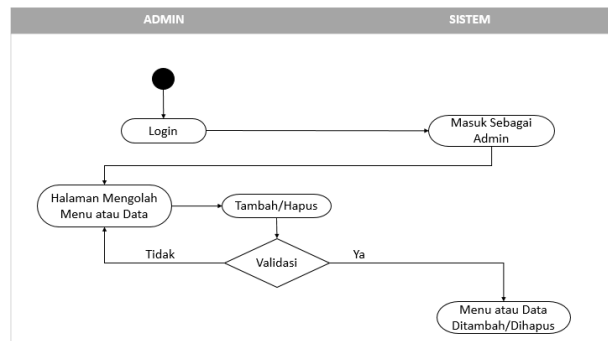 ADMIN
SISTEM
Login
Masuk Sebagai
Admin
Halaman Mengolah
Menu atau Data
Tambah/Hapus
Tidak
Validasi
Ya
Menu atau Data
Ditambah/Dihapus